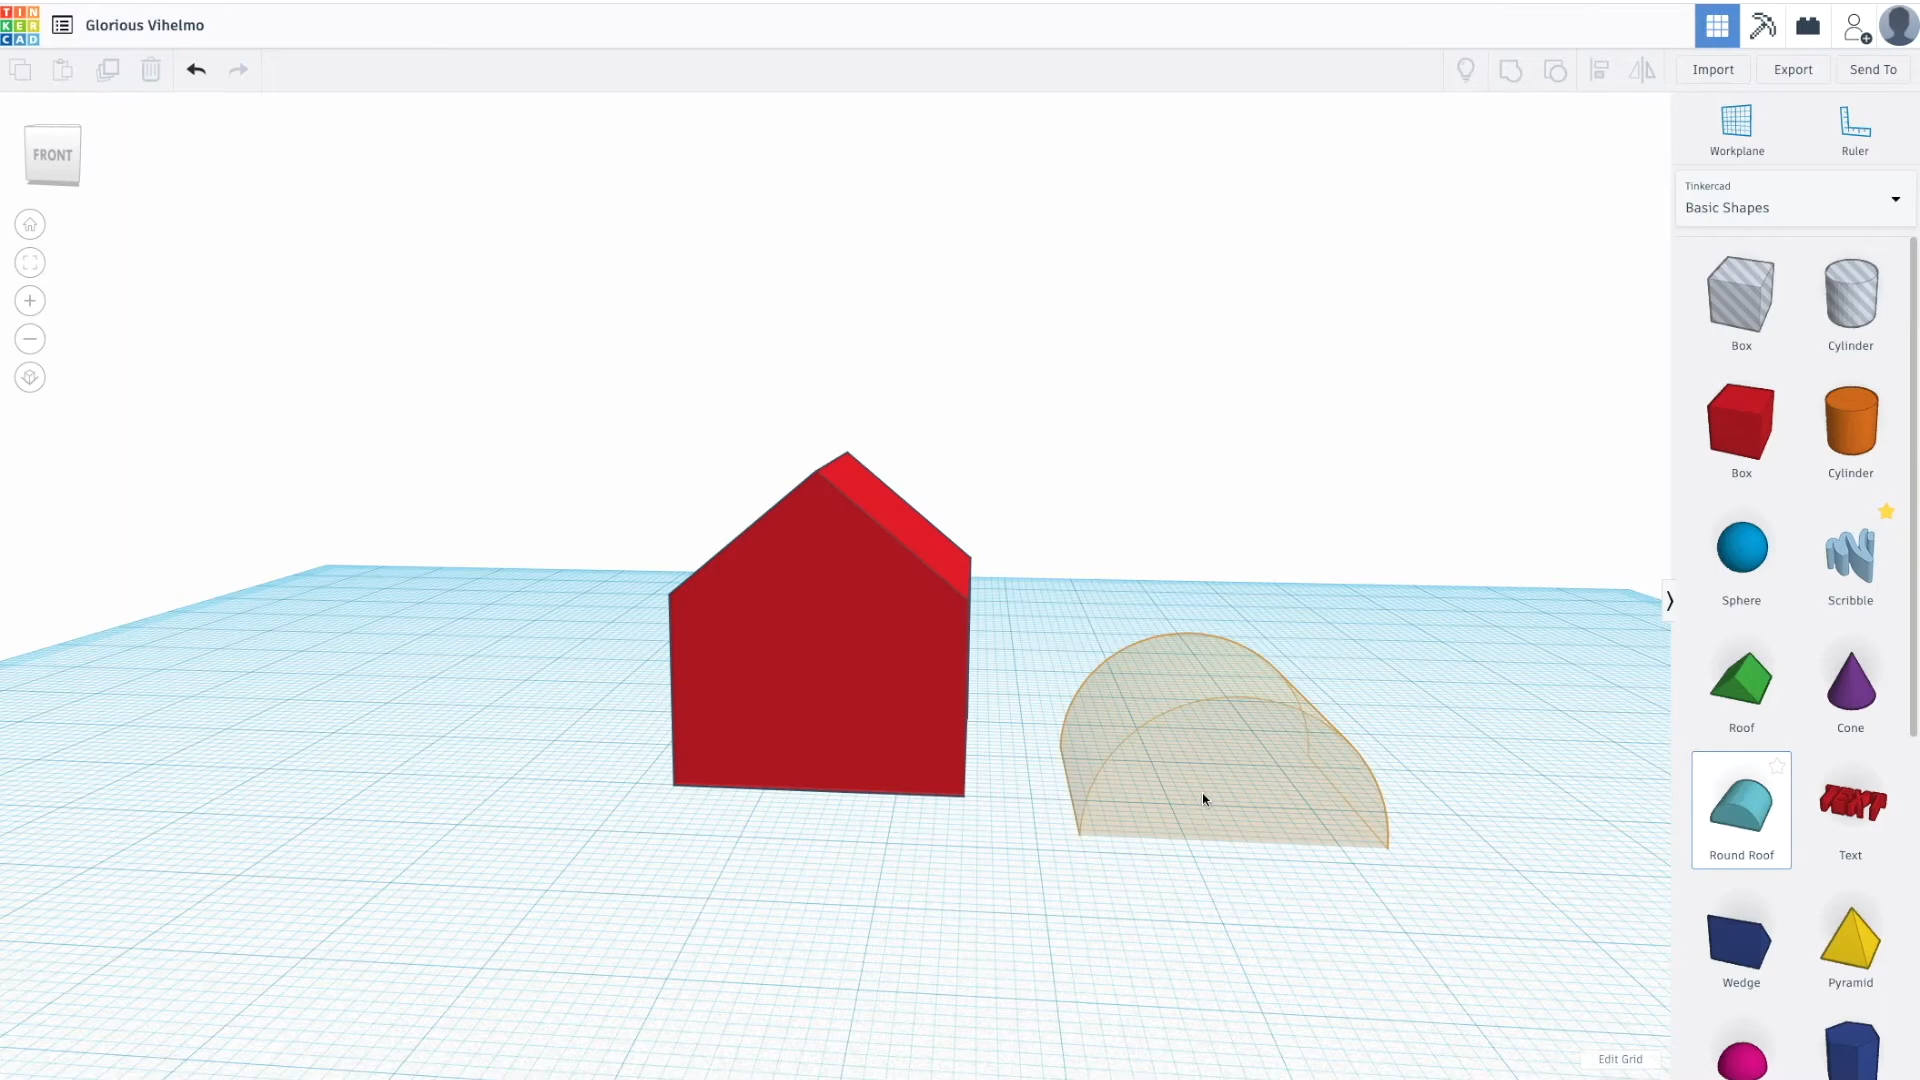 TIN
KER
CAD
Glorious Vihelmo
Import
Export
Send To
FRONT
Workplane
Ruler
Tinkercad
Basic Shapes
Box
Cylinder
Box
Cylinder
Sphere
Scribble
Roof
Cone
TEXT
Round Roof
Text
Wedge
Pyramid
Edit Grid